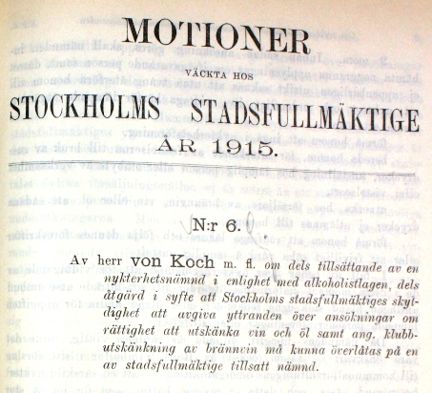 MOTIONER
VÄCKTA HOS
STOCKHOLMS STADSFULLMÄKTIGE
ÅR 1915.
N:r 6.
Av herr von Koch m. fl. om dels tillsättande av en
nykterhetsnämnd i enlighet med alkoholistlagen, dels
åtgärd i syfte att Stockholms stadsfullmäktiges skyl-
dighet att avgiva yttranden över ansökningar om
rättighet att utskänka vin och öl samt ang. klubb-
utskänkning av brännvin må kunna överlåtas på en
av stadsfullmäktige tillsatt nämnd.